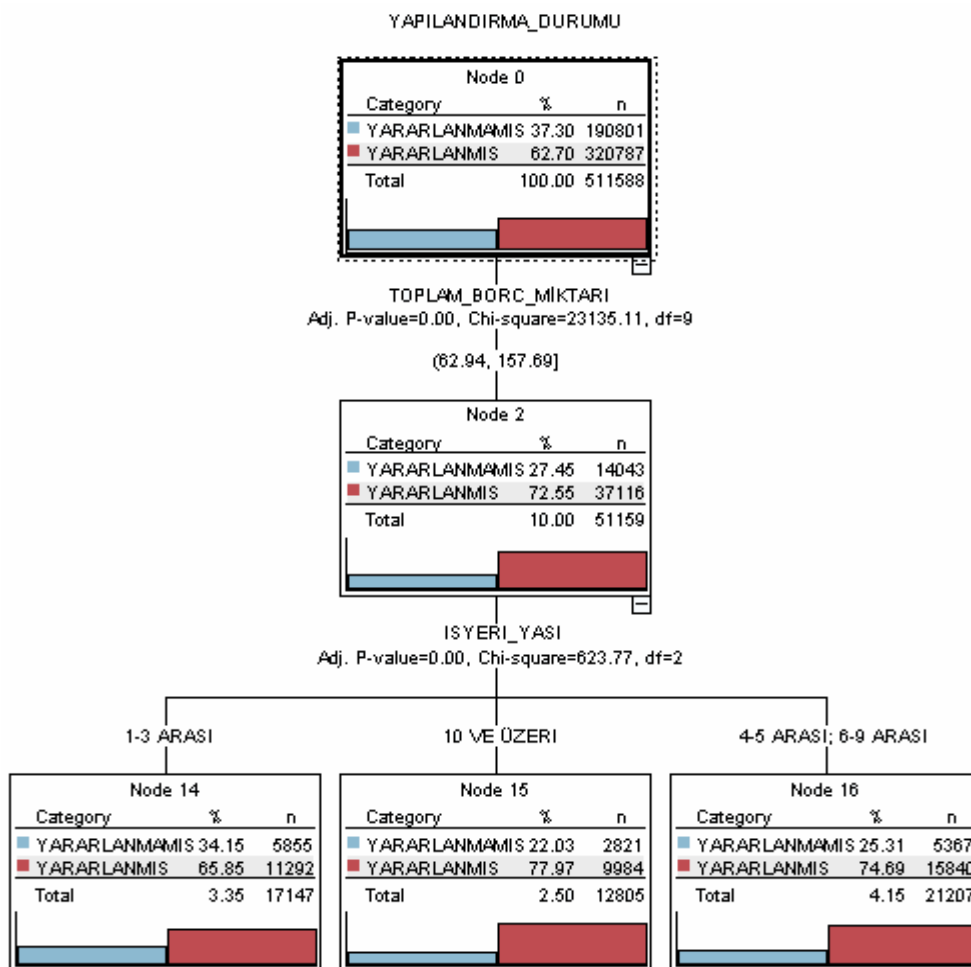 YAPILANDIRMA_DURUMU
Node 0
Category % n
YARARLANMAMIS 37.30 190801
YARARLANMIS 62.70 320787
Total 100.00 511588
TOPLAM_BORC_MİKTARI
Adj. P-value=0.00, Chi-square=23135.11, df=9
(62.94, 157.69]
Node 2
Category % n
YARARLANMAMIS 27.45 14043
YARARLANMIS 72.55 37116
Total 10.00 51159
ISYERI_YASI
Adj. P-value=0.00, Chi-square=623.77, df=2
1-3 ARASI
10 VE ÜZERI
4-5 ARASI; 6-9 ARASI
Node 14
Category % n
YARARLANMAMIS 34.15 5855
YARARLANMIS 65.85 11292
Total 3.35 17147
Node 15
Category % n
YARARLANMAMIS 22.03 2821
YARARLANMIS 77.97 9984
Total 2.50 12805
Node 16
Category % n
YARARLANMAMIS 25.31 5367
YARARLANMIS 74.69 15840
Total 4.15 21207